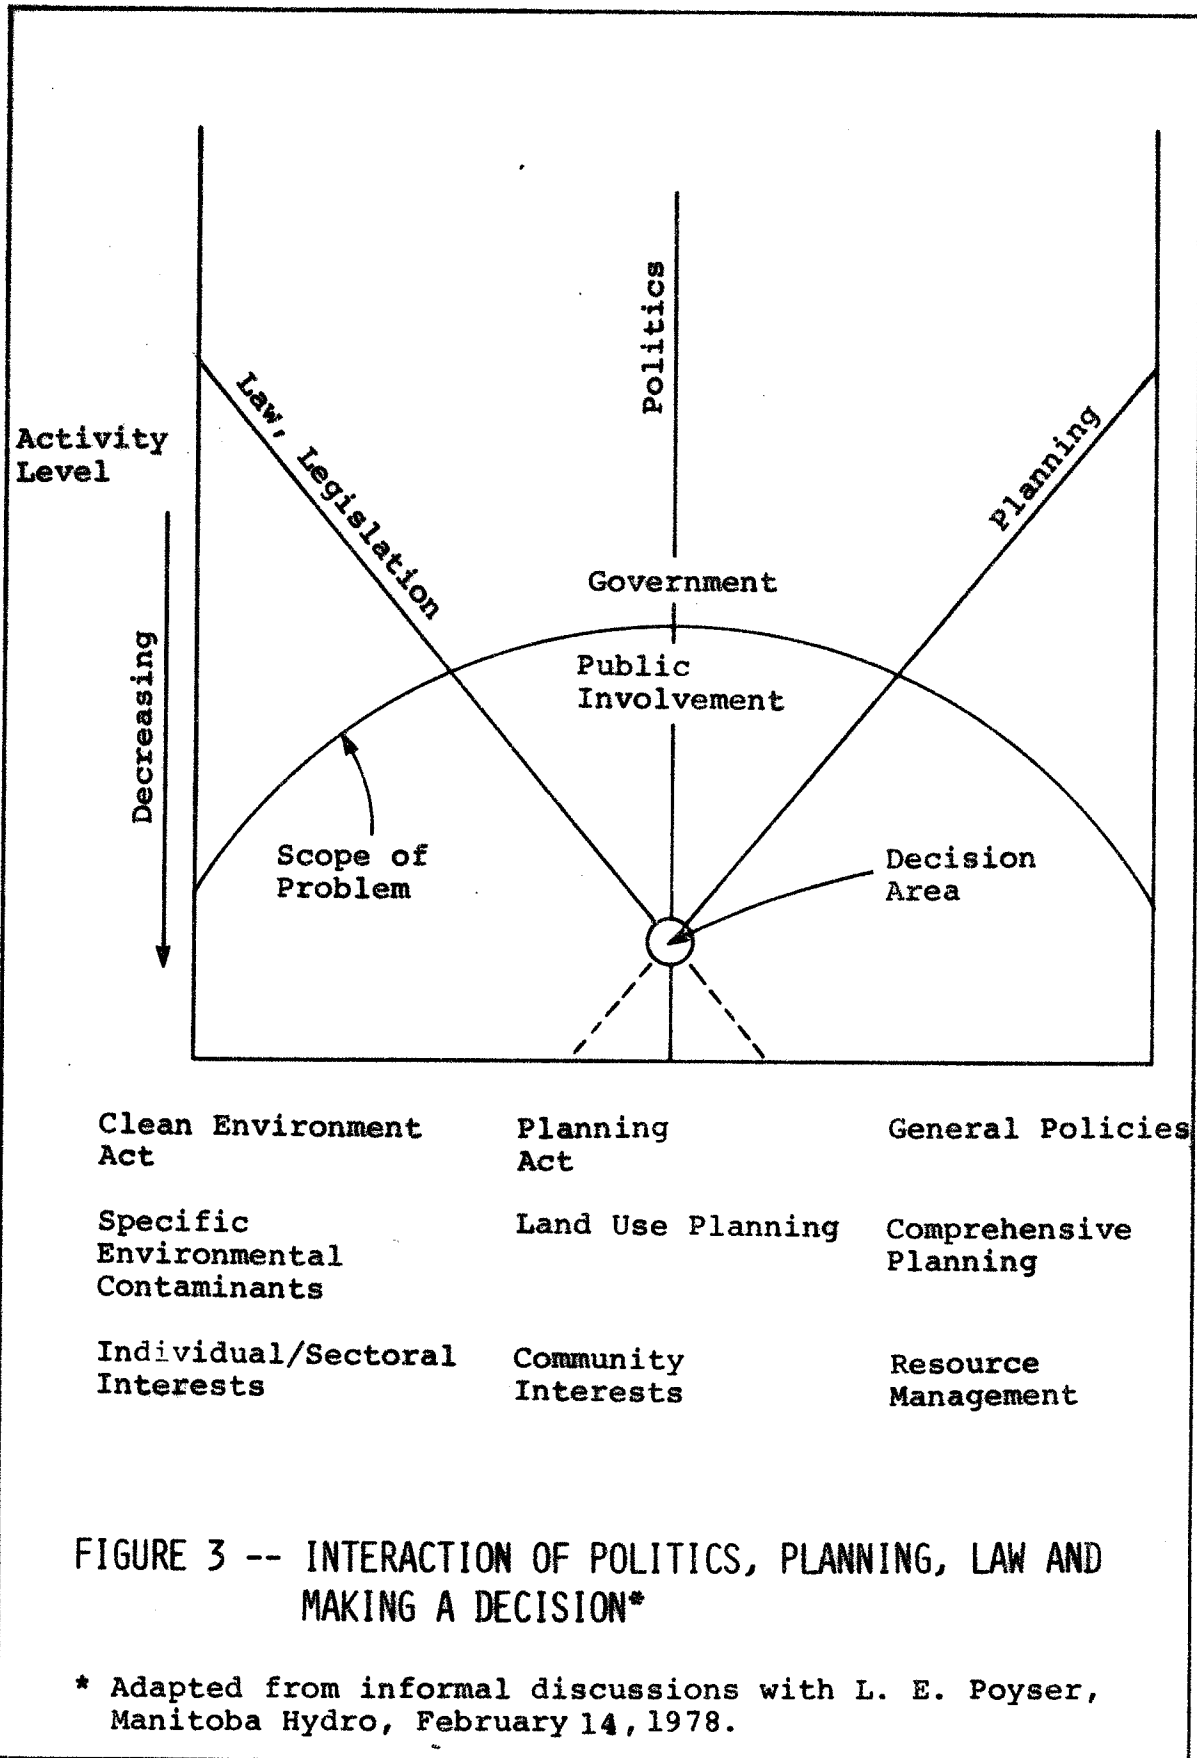 Politics
Law, Legislation
Planning
Activity
Level
Decreasing
Government
Public
Involvement
Scope of
Problem
Decision
Area
Clean Environment
Act
Planning
Act
General Policies
Specific
Environmental
Contaminants
Land Use Planning
Comprehensive
Planning
Individual/Sectoral
Interests
Community
Interests
Resource
Management
FIGURE 3 -- INTERACTION OF POLITICS, PLANNING, LAW AND
MAKING A DECISION*
* Adapted from informal discussions with L. E. Poyser,
Manitoba Hydro, February 14, 1978.